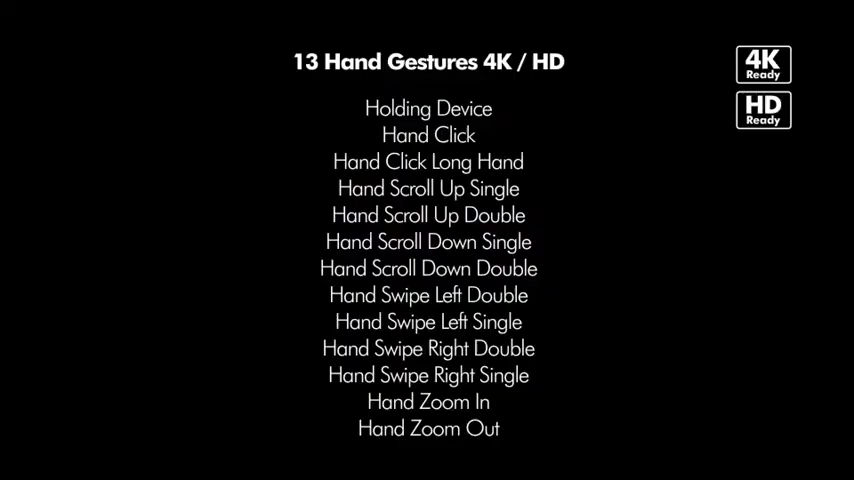 13 Hand Gestures 4K / HD
4K
Ready
HD
Ready
Holding Device
Hand Click
Hand Click Long Hand
Hand Scroll Up Single
Hand Scroll Up Double
Hand Scroll Down Single
Hand Scroll Down Double
Hand Swipe Left Double
Hand Swipe Left Single
Hand Swipe Right Double
Hand Swipe Right Single
Hand Zoom In
Hand Zoom Out